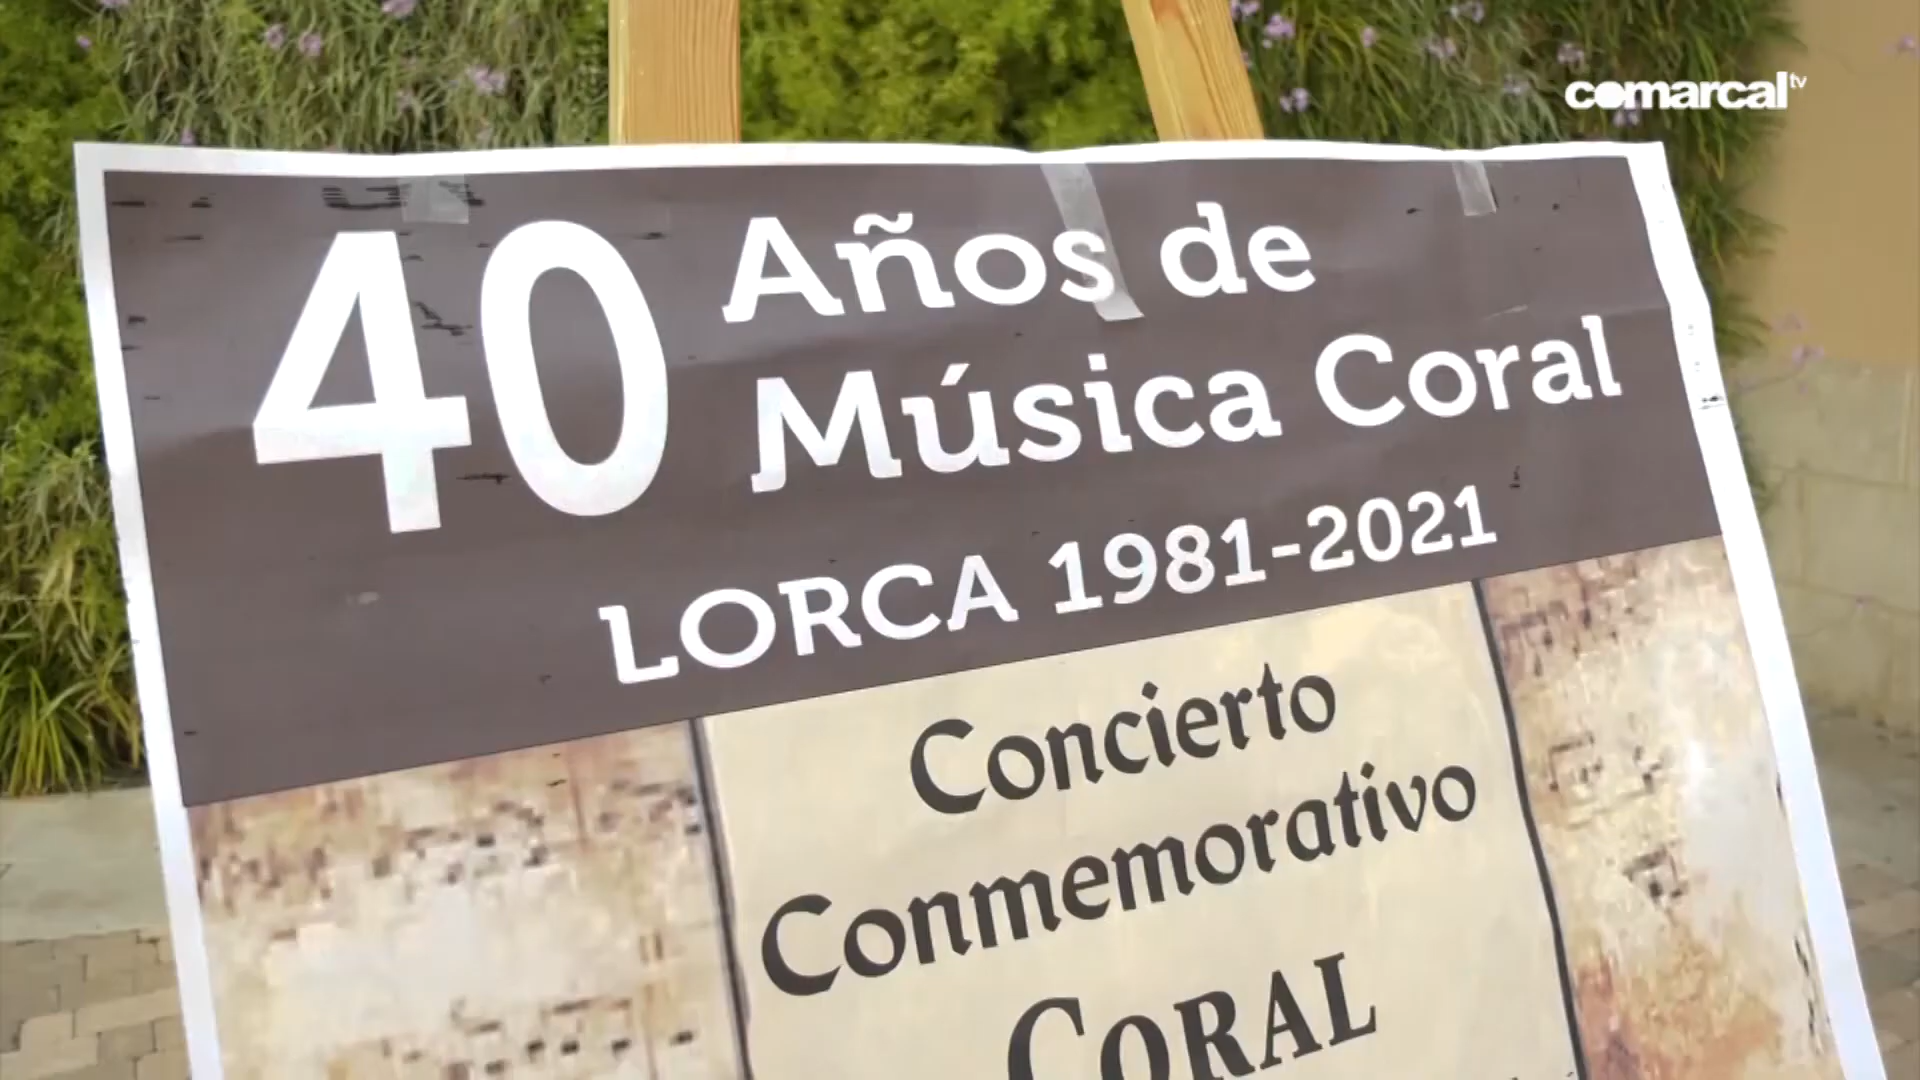 comarcal tv
40 Años de
Música Coral
LORCA 1981-2021
Concierto
Conmemorativo
CORAL